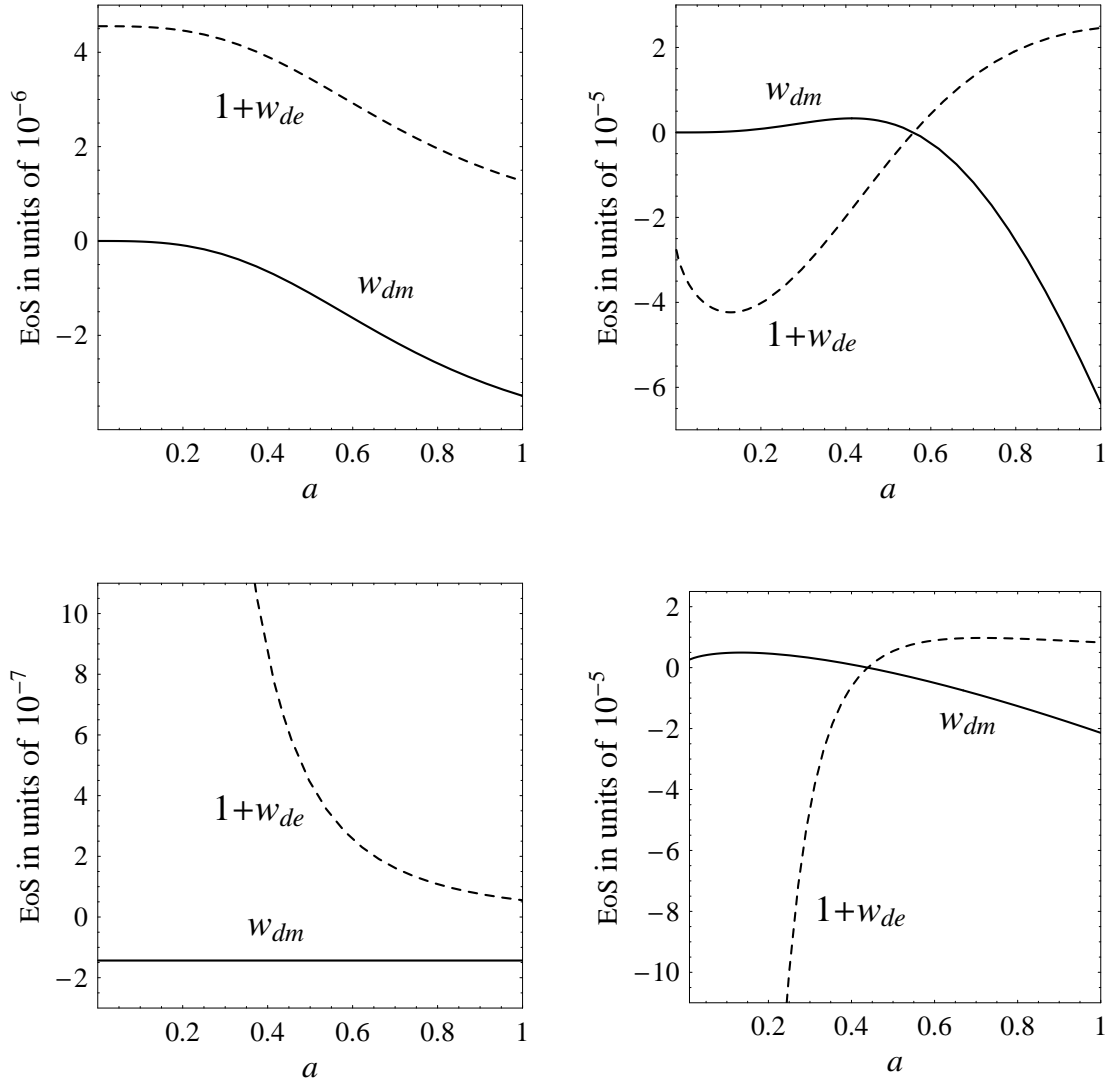 EoS in units of 10⁻⁶
4
2
0
−2
1+w_de
w_dm
0.2 0.4 0.6 0.8 1
a
EoS in units of 10⁻⁵
2
0
−2
−4
−6
w_dm
1+w_de
0.2 0.4 0.6 0.8 1
a
EoS in units of 10⁻⁷
10
8
6
4
2
0
−2
1+w_de
w_dm
0.2 0.4 0.6 0.8 1
a
EoS in units of 10⁻⁵
2
0
−2
−4
−6
−8
−10
w_dm
1+w_de
0.2 0.4 0.6 0.8 1
a